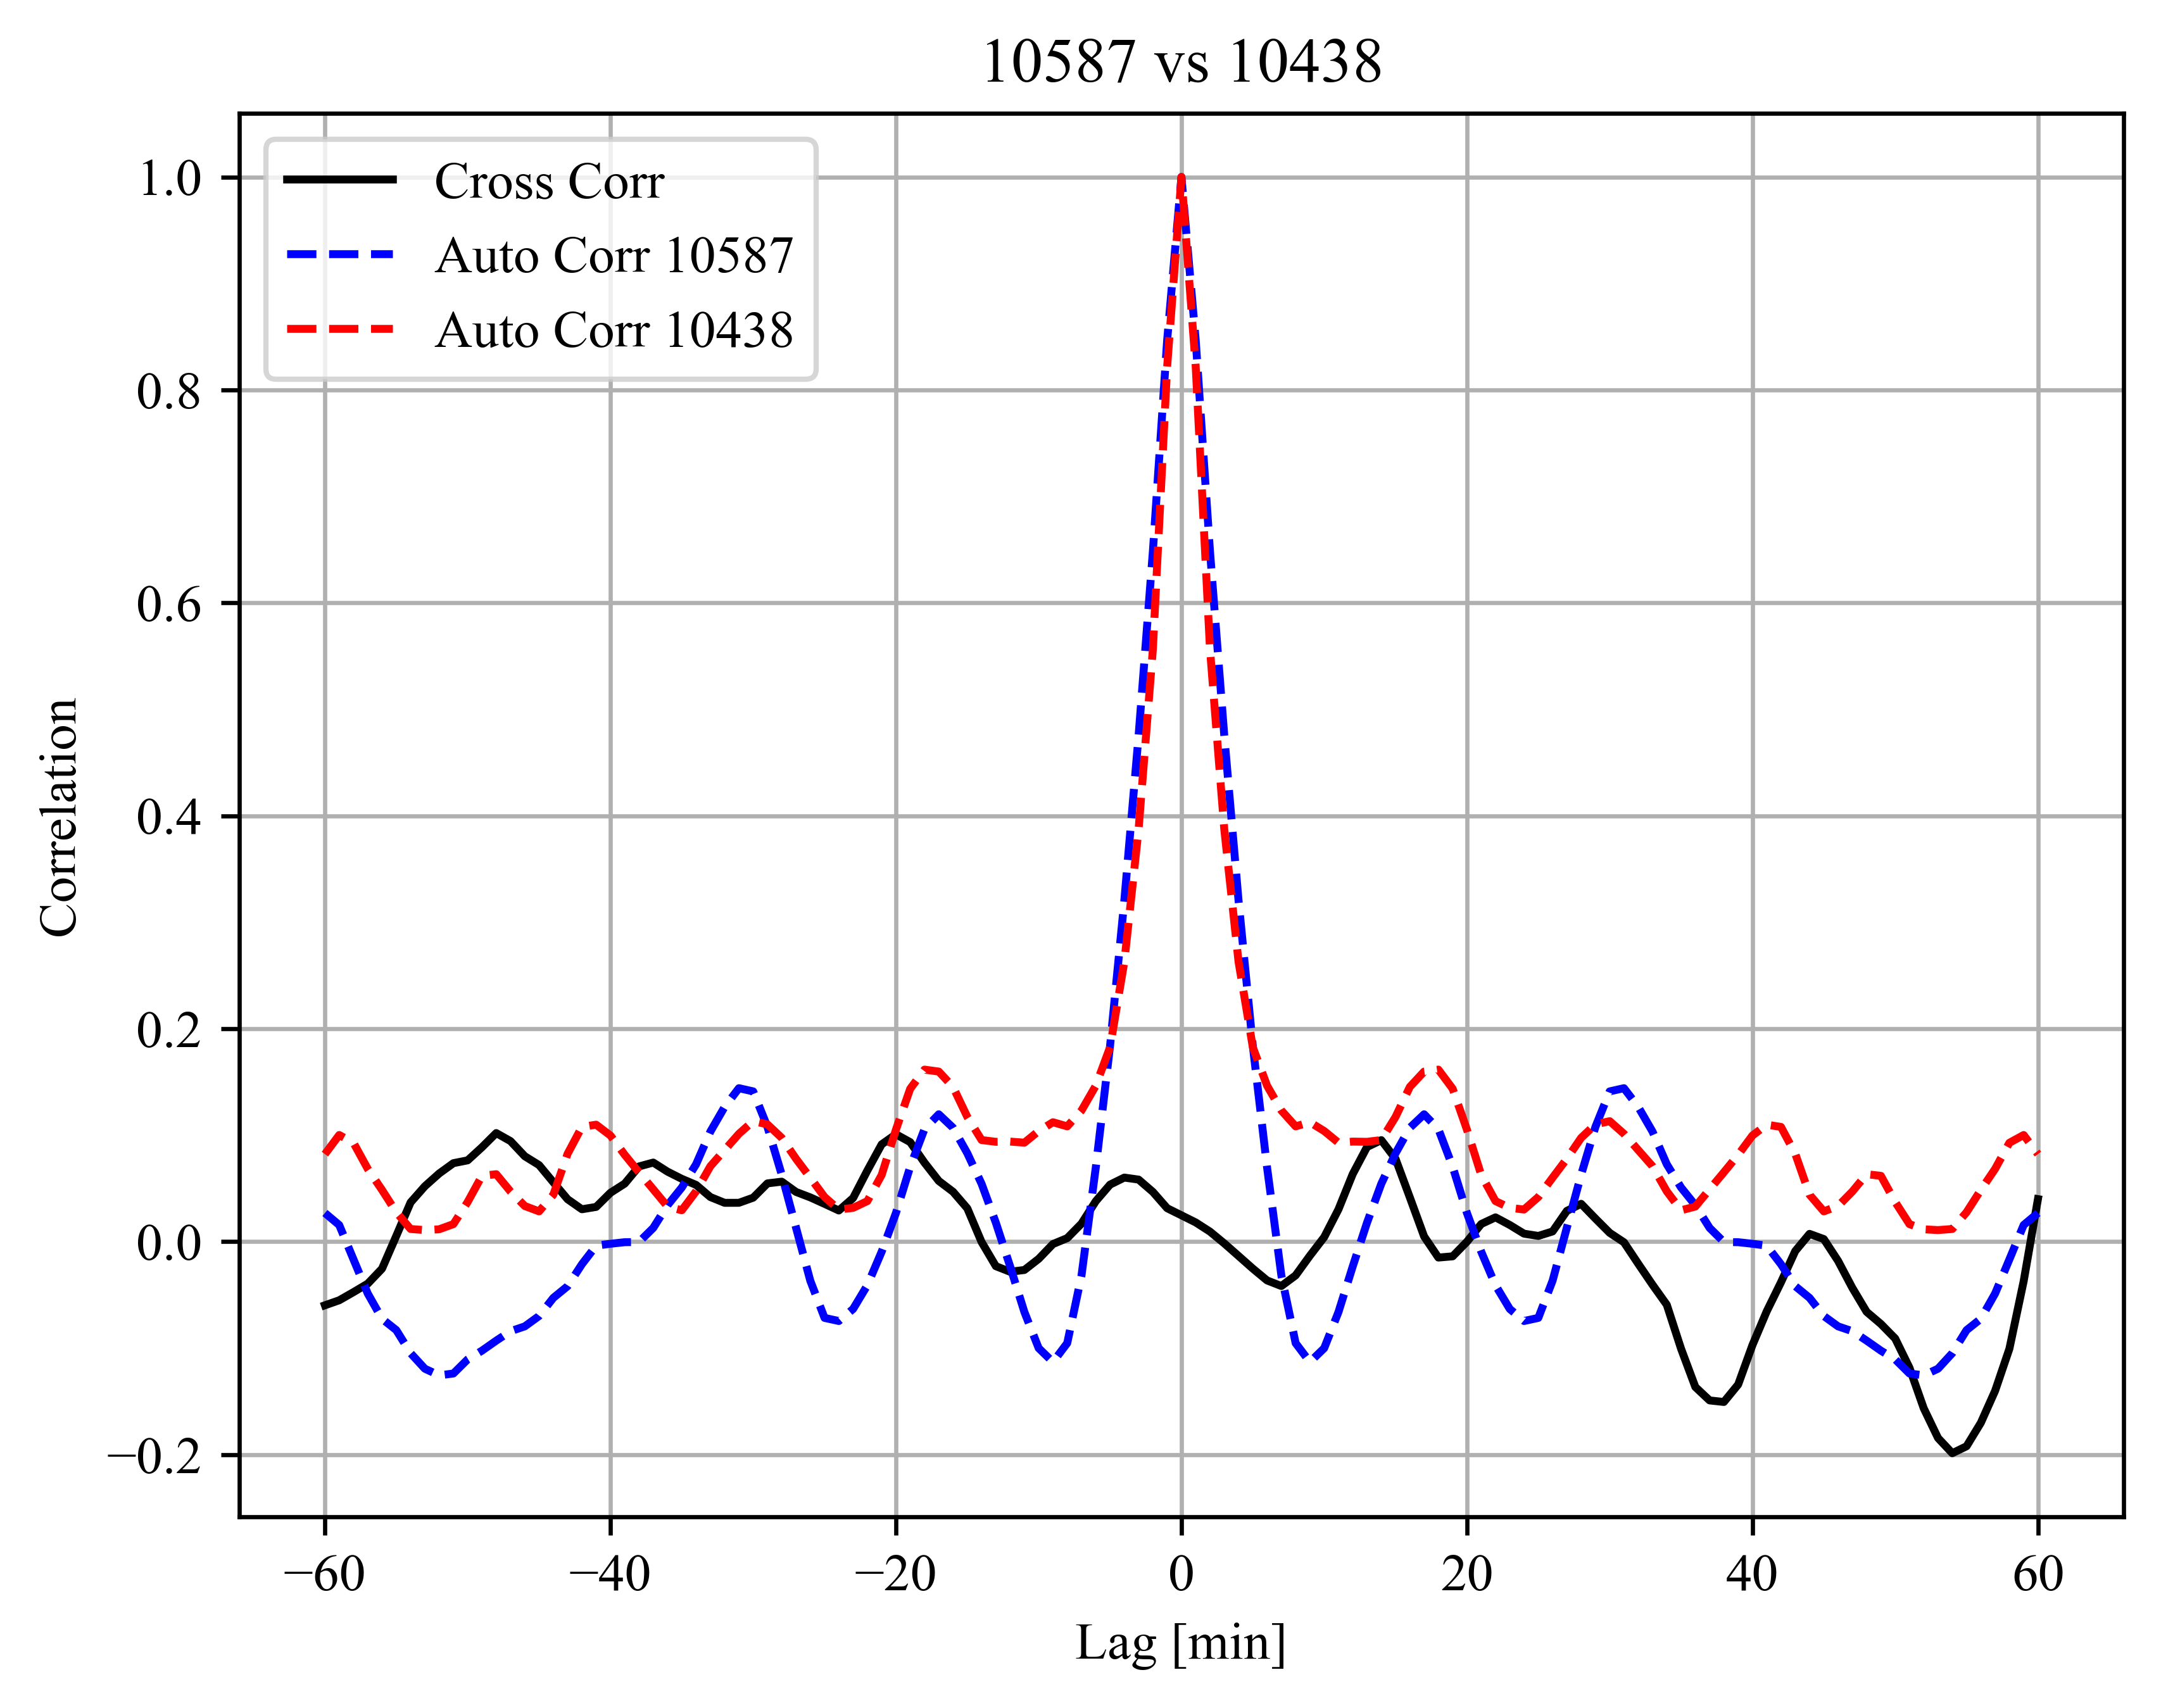 10587 vs 10438
Cross Corr
Auto Corr 10587
Auto Corr 10438
1.0
0.8
0.6
0.4
0.2
0.0
−0.2
Correlation
−60
−40
−20
0
20
40
60
Lag [min]